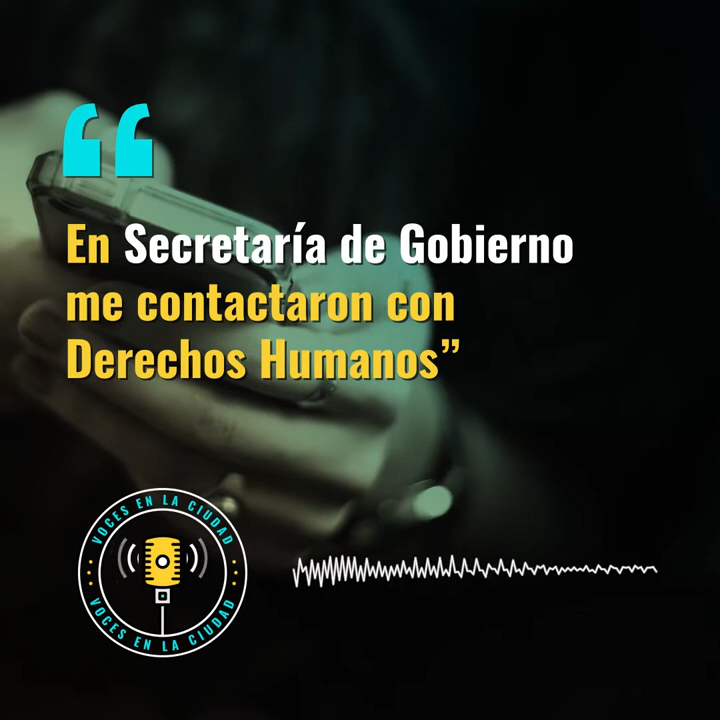 “
En Secretaría de Gobierno
me contactaron con
Derechos Humanos”
VOCES EN LA CIUDAD
VOCES EN LA CIUDAD